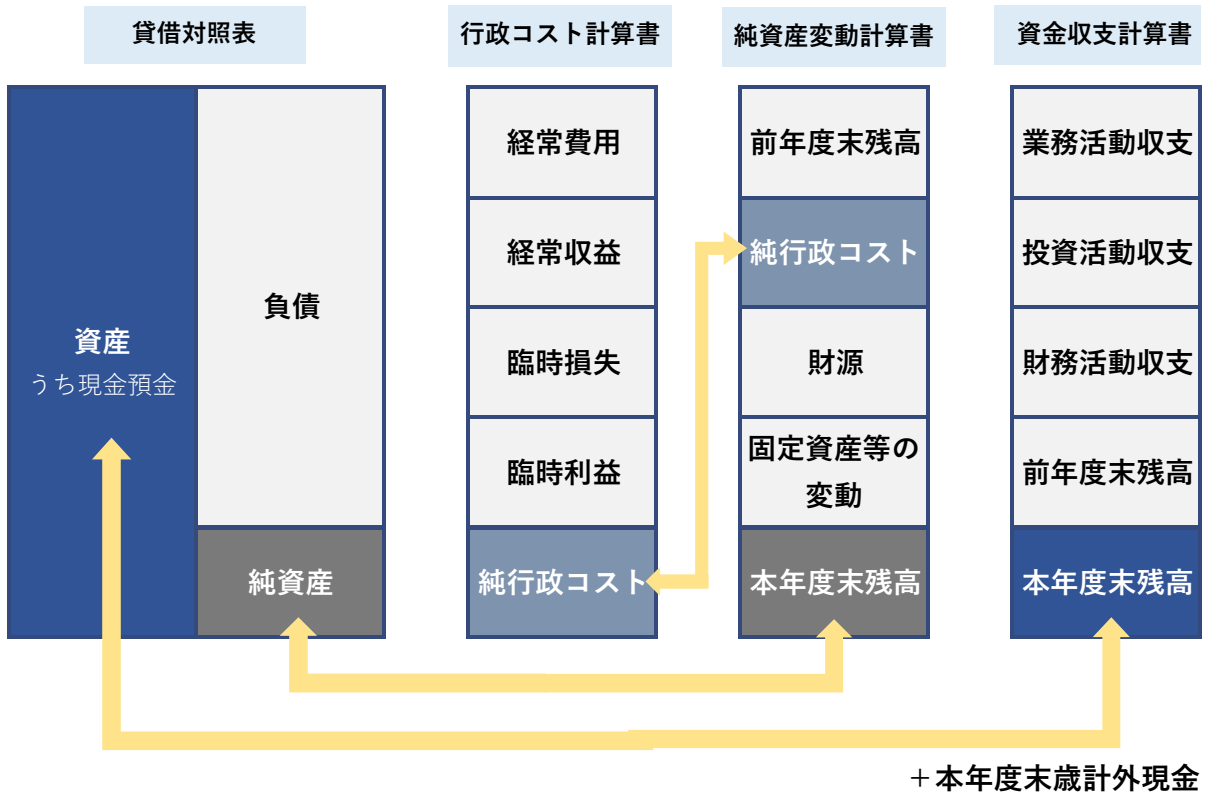 貸借対照表
行政コスト計算書
純資産変動計算書
資金収支計算書
資産
うち現金預金
負債
純資産
経常費用
経常収益
臨時損失
臨時利益
純行政コスト
前年度末残高
純行政コスト
財源
固定資産等の
変動
本年度末残高
業務活動収支
投資活動収支
財務活動収支
前年度末残高
本年度末残高
＋本年度末歳計外現金